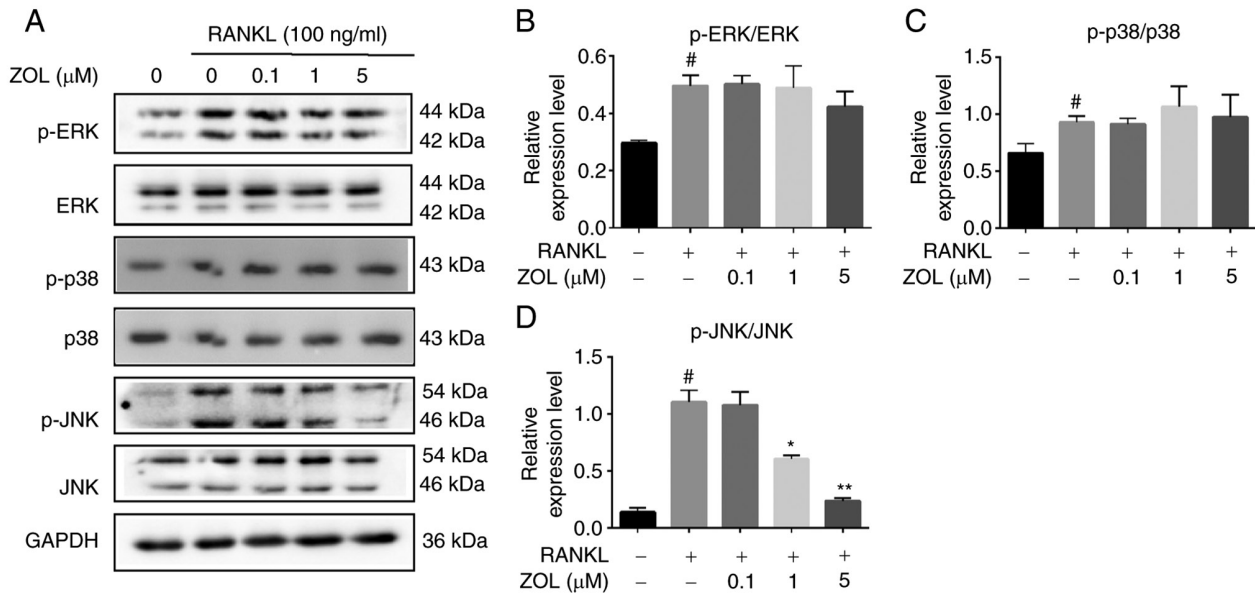 A
RANKL (100 ng/ml)
ZOL (μM) 0 0 0.1 1 5
p-ERK 44 kDa
42 kDa
ERK 44 kDa
42 kDa
p-p38 43 kDa
p38 43 kDa
p-JNK 54 kDa
46 kDa
JNK 54 kDa
46 kDa
GAPDH 36 kDa
B
p-ERK/ERK
Relative
expression level
0.6
0.4
0.2
0.0
#
RANKL – + + + +
ZOL (μM) – – 0.1 1 5
C
p-p38/p38
Relative
expression level
1.5
1.0
0.5
0.0
#
RANKL – + + + +
ZOL (μM) – – 0.1 1 5
D
p-JNK/JNK
Relative
expression level
1.5
1.0
0.5
0.0
#
*
**
RANKL – + + + +
ZOL (μM) – – 0.1 1 5